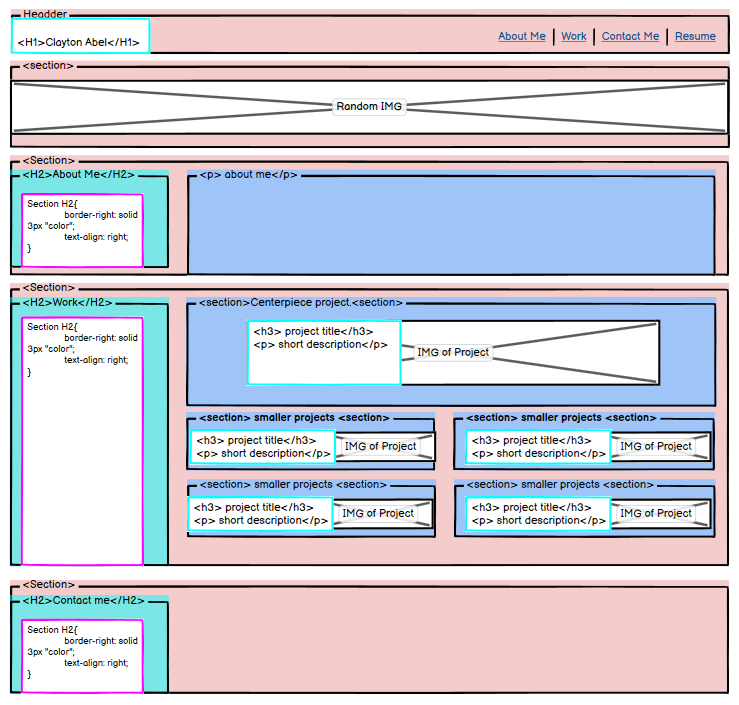 Headder
<H1>Clayton Abel</H1>
About Me | Work | Contact Me | Resume
<section>
Random IMG
<Section>
<H2>About Me</H2>
<p> about me</p>
Section H2{
border-right: solid
3px "color";
text-align: right;
}
<Section>
<H2>Work</H2>
<section>Centerpiece project.<section>
Section H2{
border-right: solid
3px "color";
text-align: right;
}
<h3> project title</h3>
<p> short description</p>
IMG of Project
<section> smaller projects <section>
<h3> project title</h3>
<p> short description</p>
IMG of Project
<section> smaller projects <section>
<h3> project title</h3>
<p> short description</p>
IMG of Project
<section> smaller projects <section>
<h3> project title</h3>
<p> short description</p>
IMG of Project
<section> smaller projects <section>
<h3> project title</h3>
<p> short description</p>
IMG of Project
<Section>
<H2>Contact me</H2>
Section H2{
border-right: solid
3px "color";
text-align: right;
}